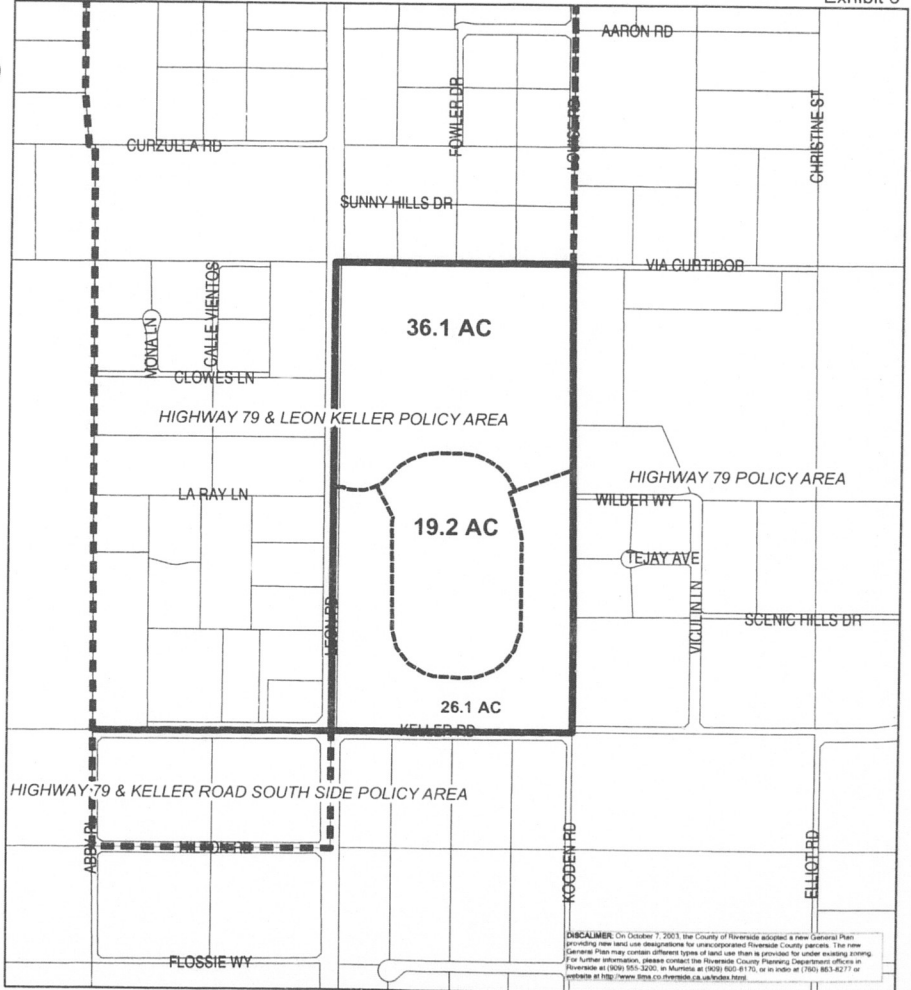 Exhibit 6
AARON RD
FOWLER DR
LOUISE RD
CHRISTINE ST
CURZULLA RD
SUNNY HILLS DR
VIA CURTIDOR
CALLE VIENTOS
MONA LN
CLOWES LN
36.1 AC
HIGHWAY 79 & LEON KELLER POLICY AREA
HIGHWAY 79 POLICY AREA
LA RAY LN
WILDER WY
19.2 AC
TEJAY AVE
VICULIN LN
SCENIC HILLS DR
LEON RD
26.1 AC
KELLER RD
HIGHWAY 79 & KELLER ROAD SOUTH SIDE POLICY AREA
ABBY PL
HILTON RD
KOODEN RD
ELLIOT RD
FLOSSIE WY
DISCALIMER: On October 7, 2003, the County of Riverside adopted a new General Plan
providing new land use designations for unincorporated Riverside County parcels. The new
General Plan may contain different types of land use than is provided for under existing zoning.
For further information, please contact the Riverside County Planning Department offices in
Riverside at (909) 955-3200, in Murrieta at (909) 600-6170, or in Indio at (760) 863-8277 or
website at http://www.tlma.co.riverside.ca.us/index.html